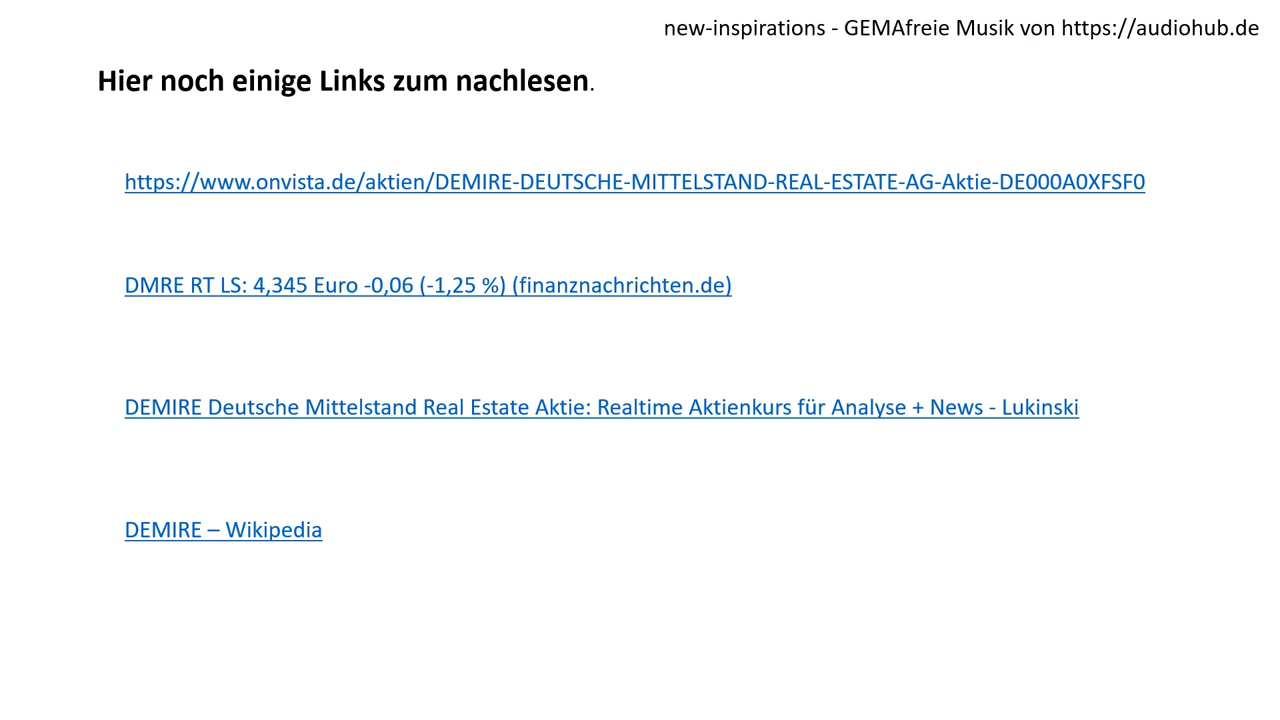 new-inspirations - GEMAfreie Musik von https://audiohub.de
Hier noch einige Links zum nachlesen.
https://www.onvista.de/aktien/DEMIRE-DEUTSCHE-MITTELSTAND-REAL-ESTATE-AG-Aktie-DE000A0XFSF0
DMRE RT LS: 4,345 Euro -0,06 (-1,25 %) (finanznachrichten.de)
DEMIRE Deutsche Mittelstand Real Estate Aktie: Realtime Aktienkurs für Analyse + News - Lukinski
DEMIRE – Wikipedia